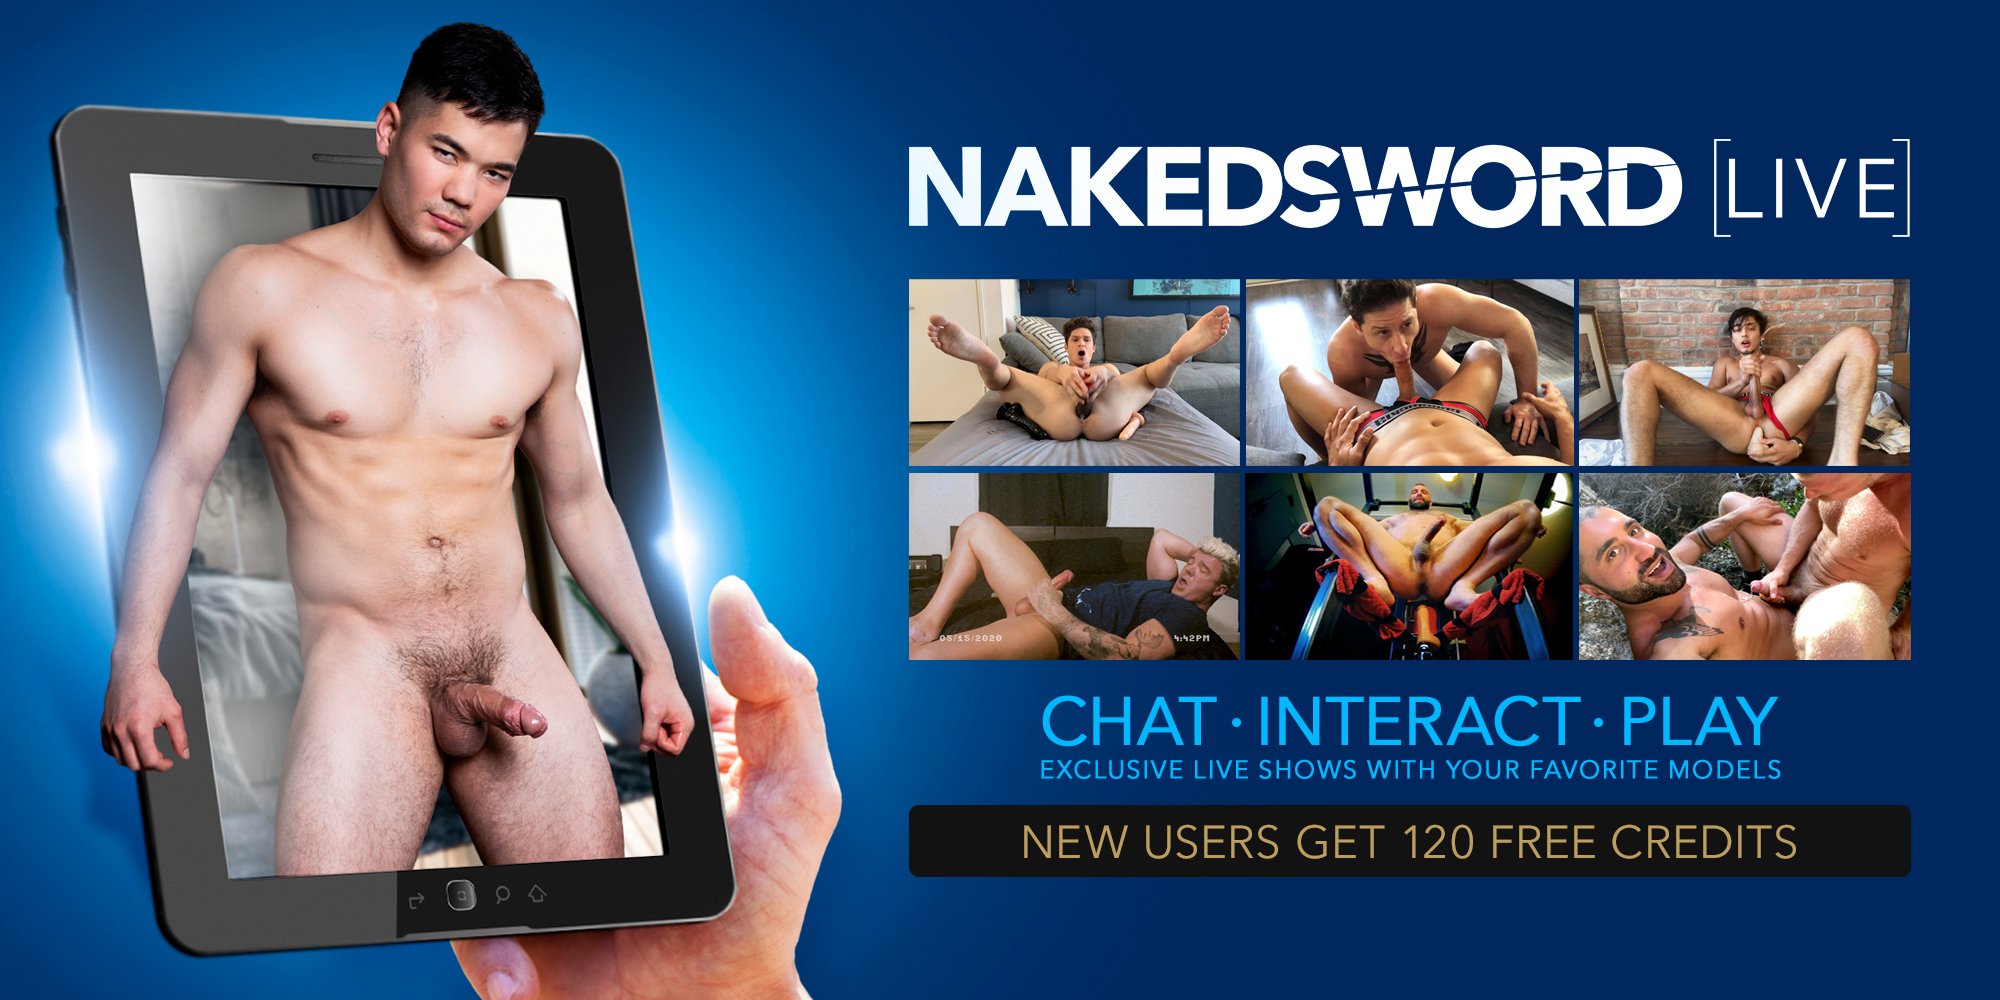 NAKEDSWORD [LIVE]
05/15/2020 4:42PM
CHAT · INTERACT · PLAY
EXCLUSIVE LIVE SHOWS WITH YOUR FAVORITE MODELS
NEW USERS GET 120 FREE CREDITS